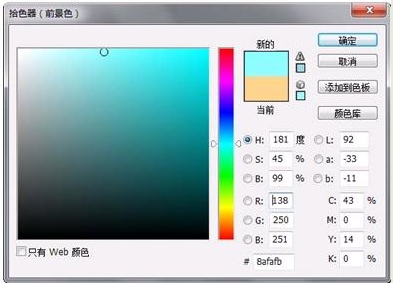 拾色器（前景色）
新的
当前
确定
取消
添加到色板
颜色库
H: 181 度
S: 45 %
B: 99 %
R: 138
G: 250
B: 251
# 8afafb
L: 92
a: -33
b: -11
C: 43 %
M: 0 %
Y: 14 %
K: 0 %
只有 Web 颜色